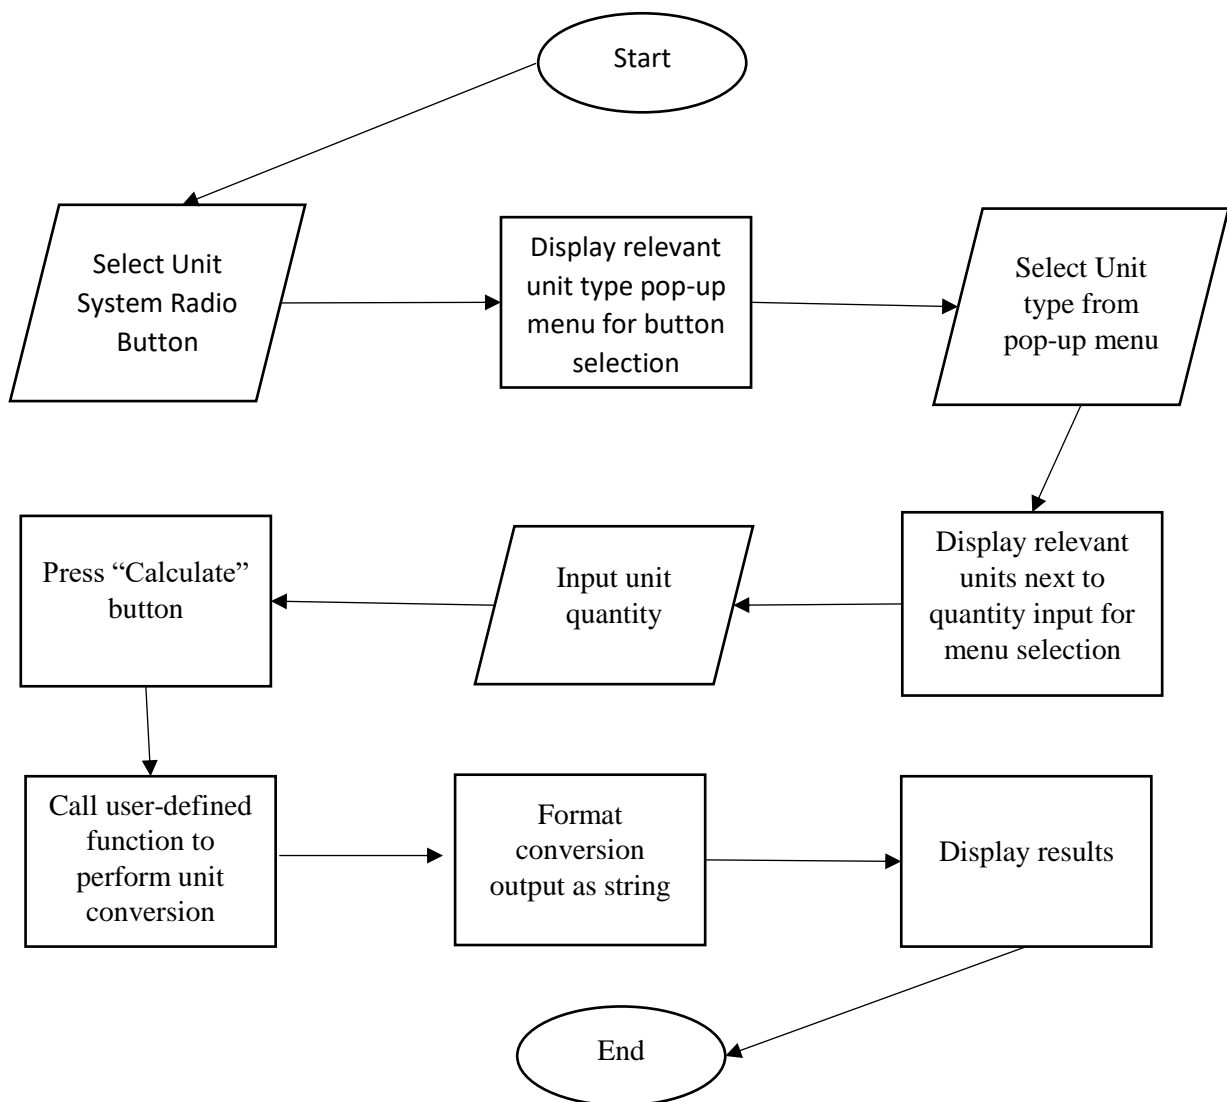 Start
Select Unit
System Radio
Button
Display relevant
unit type pop-up
menu for button
selection
Select Unit
type from
pop-up menu
Display relevant
units next to
quantity input for
menu selection
Input unit
quantity
Press “Calculate”
button
Call user-defined
function to
perform unit
conversion
Format
conversion
output as string
Display results
End